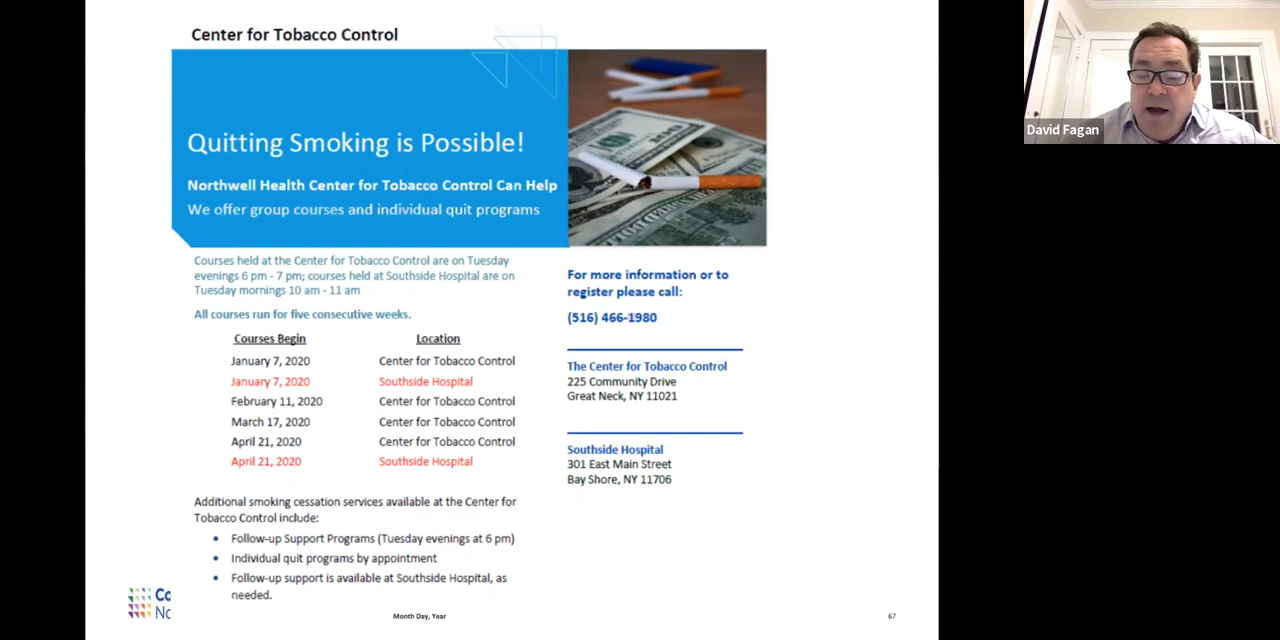 Center for Tobacco Control
Quitting Smoking is Possible!
Northwell Health Center for Tobacco Control Can Help
We offer group courses and individual quit programs
Courses held at the Center for Tobacco Control are on Tuesday
evenings 6 pm - 7 pm; courses held at Southside Hospital are on
Tuesday mornings 10 am - 11 am
All courses run for five consecutive weeks.
Courses Begin Location
January 7, 2020 Center for Tobacco Control
January 7, 2020 Southside Hospital
February 11, 2020 Center for Tobacco Control
March 17, 2020 Center for Tobacco Control
April 21, 2020 Center for Tobacco Control
April 21, 2020 Southside Hospital
Additional smoking cessation services available at the Center for
Tobacco Control include:
• Follow-up Support Programs (Tuesday evenings at 6 pm)
• Individual quit programs by appointment
• Follow-up support is available at Southside Hospital, as
needed.
For more information or to
register please call:
(516) 466-1980
The Center for Tobacco Control
225 Community Drive
Great Neck, NY 11021
Southside Hospital
301 East Main Street
Bay Shore, NY 11706
Month Day, Year
67
David Fagan